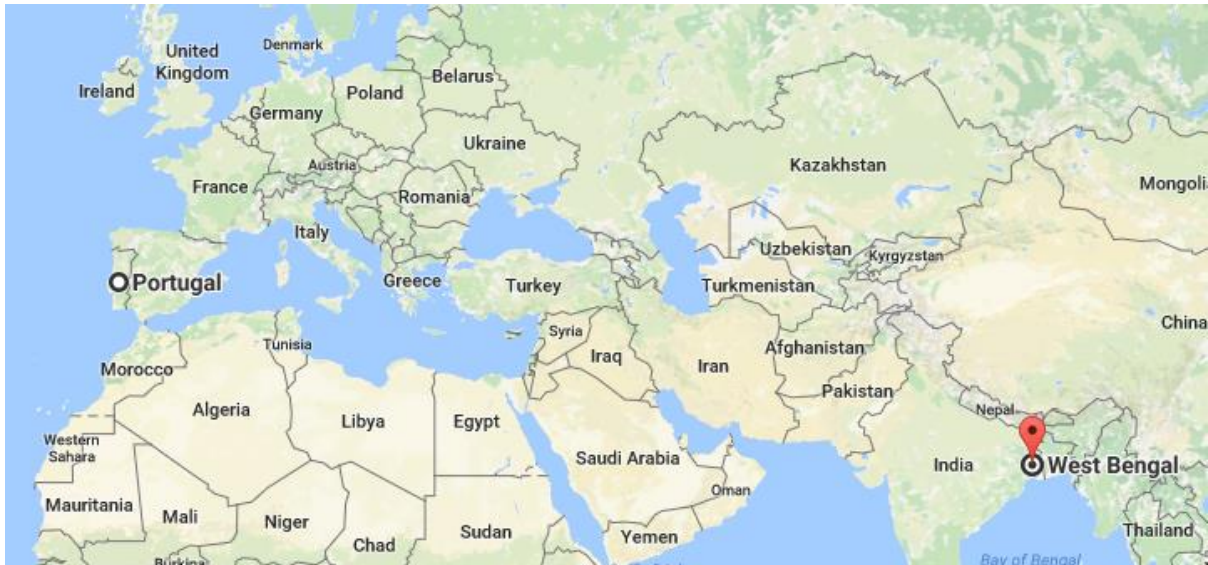 Denmark
United
Kingdom
Ireland
Belarus
Poland
Germany
Ukraine
Austria
France
Kazakhstan
Mongoli
Romania
Italy
Uzbekistan
Kyrgyzstan
Portugal
Greece
Turkey
Turkmenistan
China
Syria
Tunisia
Afghanistan
Iraq
Iran
Morocco
Pakistan
Algeria
Nepal
Libya
Egypt
Western
Sahara
Saudi Arabia
India
West Bengal
Oman
Mauritania
Mali
Niger
Sudan
Yemen
Thailand
Chad
Bay of Bengal